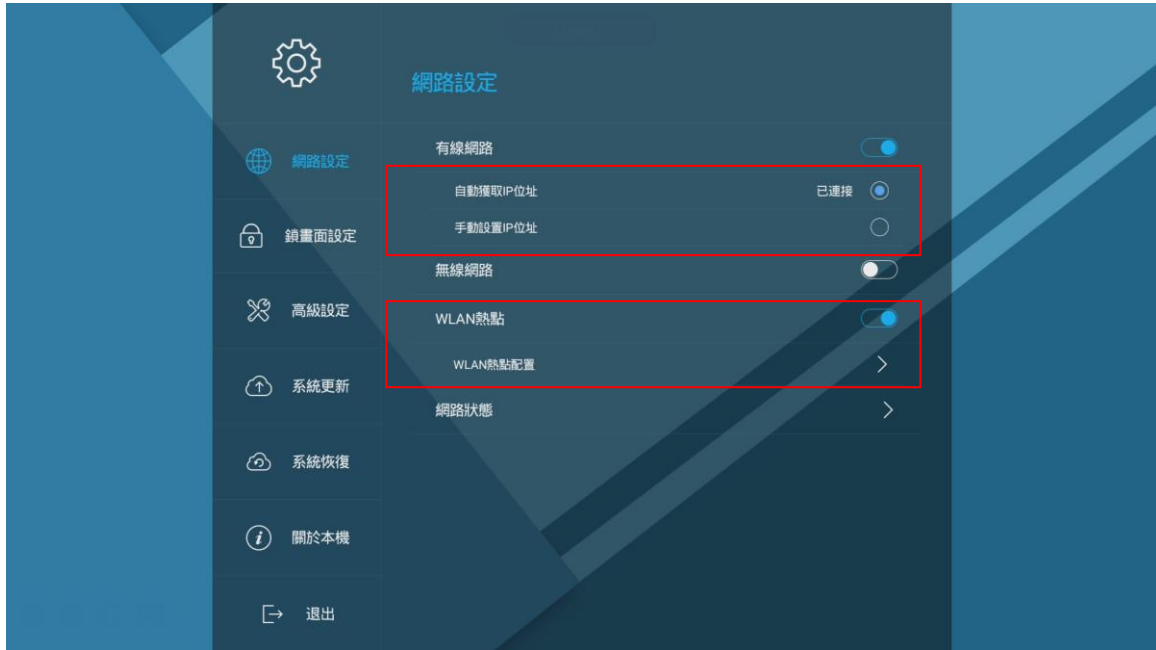 網路設定
網路設定
鎖畫面設定
高級設定
系統更新
系統恢復
關於本機
退出
有線網路
自動獲取IP位址 已連接
手動設置IP位址
無線網路
WLAN熱點
WLAN熱點配置
網路狀態